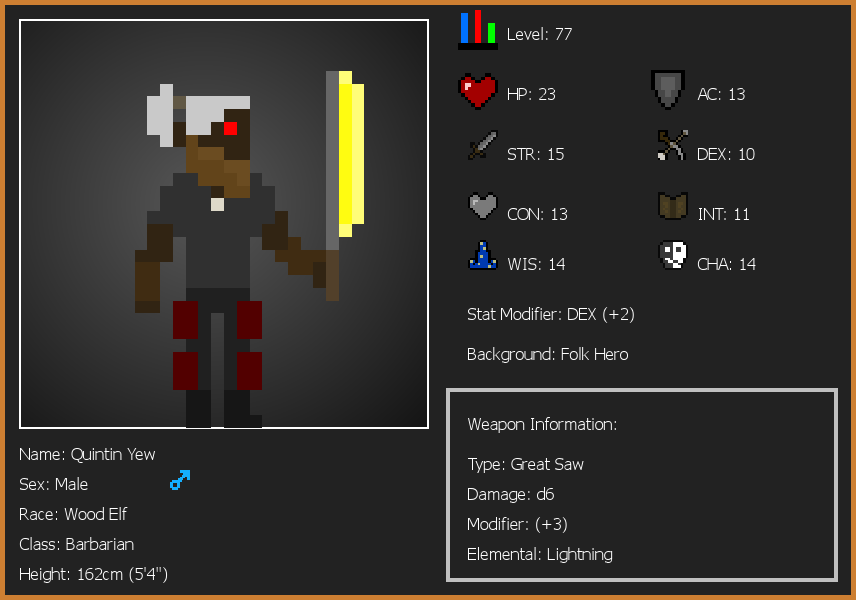 Level: 77
HP: 23
AC: 13
STR: 15
DEX: 10
CON: 13
INT: 11
WIS: 14
CHA: 14
Stat Modifier: DEX (+2)
Background: Folk Hero
Weapon Information:
Type: Great Saw
Damage: d6
Modifier: (+3)
Elemental: Lightning
Name: Quintin Yew
Sex: Male
Race: Wood Elf
Class: Barbarian
Height: 162cm (5'4")